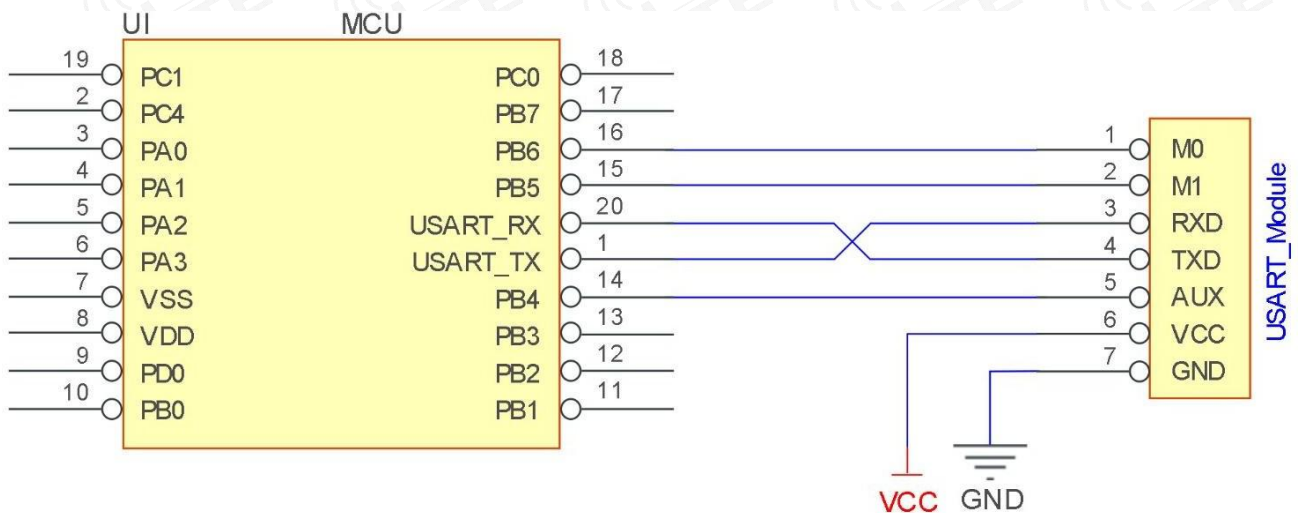 UI MCU
19 PC1 PC0 18
2 PC4 PB7 17
3 PA0 PB6 16 1 M0
4 PA1 PB5 15 2 M1
5 PA2 USART_RX 20 3 RXD
6 PA3 USART_TX 1 4 TXD
7 VSS PB4 14 5 AUX
8 VDD PB3 13 6 VCC
9 PD0 PB2 12 7 GND
10 PB0 PB1 11
USART_Module
VCC GND